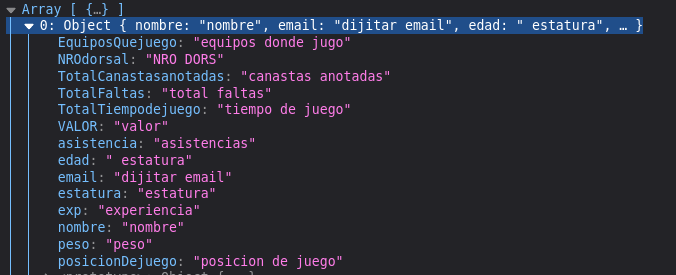 Array [ {…} ]
0: Object { nombre: "nombre", email: "dijitar email", edad: " estatura", … }
EquiposQuejuego: "equipos donde jugo"
NROdorsal: "NRO DORS"
TotalCanastasanotadas: "canastas anotadas"
TotalFaltas: "total faltas"
TotalTiempodejuego: "tiempo de juego"
VALOR: "valor"
asistencia: "asistencias"
edad: " estatura"
email: "dijitar email"
estatura: "estatura"
exp: "experiencia"
nombre: "nombre"
peso: "peso"
posicionDejuego: "posicion de juego"